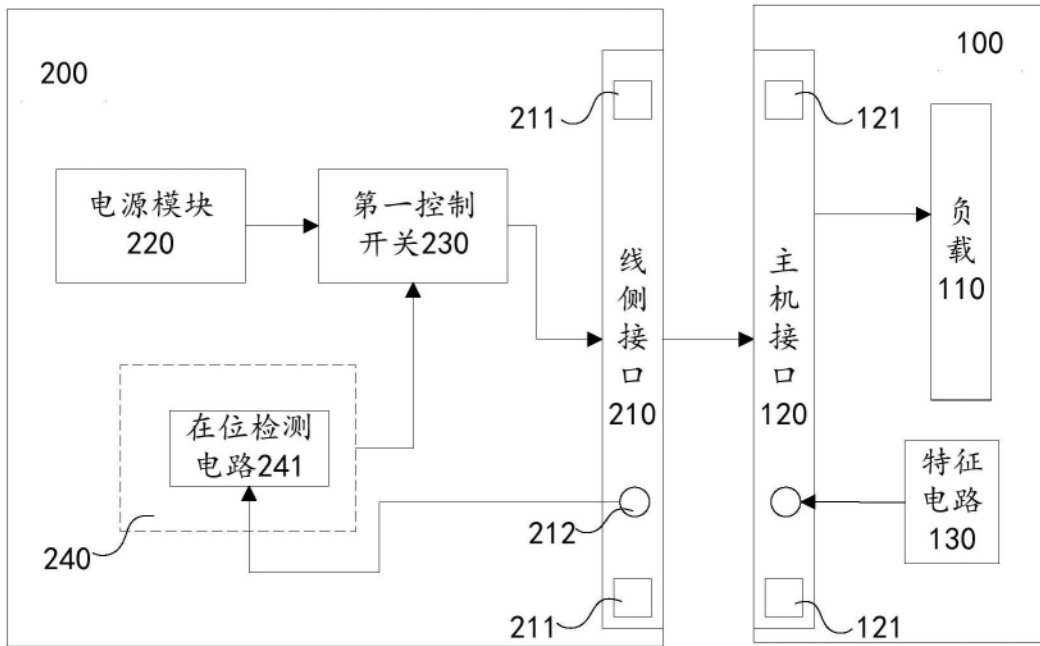 200
100
211
121
电源模块
220
第一控制
开关230
线侧接口
210
主机接口
120
负载
110
在位检测
电路241
特征
电路
130
240
212
211
121